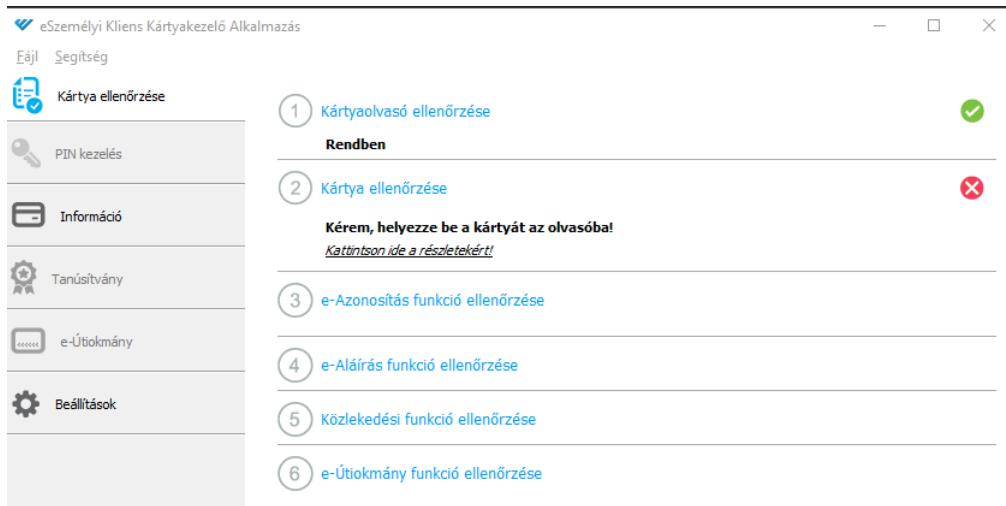 eSzemélyi Kliens Kártyakezelő Alkalmazás
Fájl Segítség
Kártya ellenőrzése
PIN kezelés
Információ
Tanúsítvány
e-Útiokmány
Beállítások
1 Kártyaolvasó ellenőrzése
Rendben
2 Kártya ellenőrzése
Kérem, helyezze be a kártyát az olvasóba!
Kattintson ide a részletekért!
3 e-Azonosítás funkció ellenőrzése
4 e-Aláírás funkció ellenőrzése
5 Közlekedési funkció ellenőrzése
6 e-Útiokmány funkció ellenőrzése